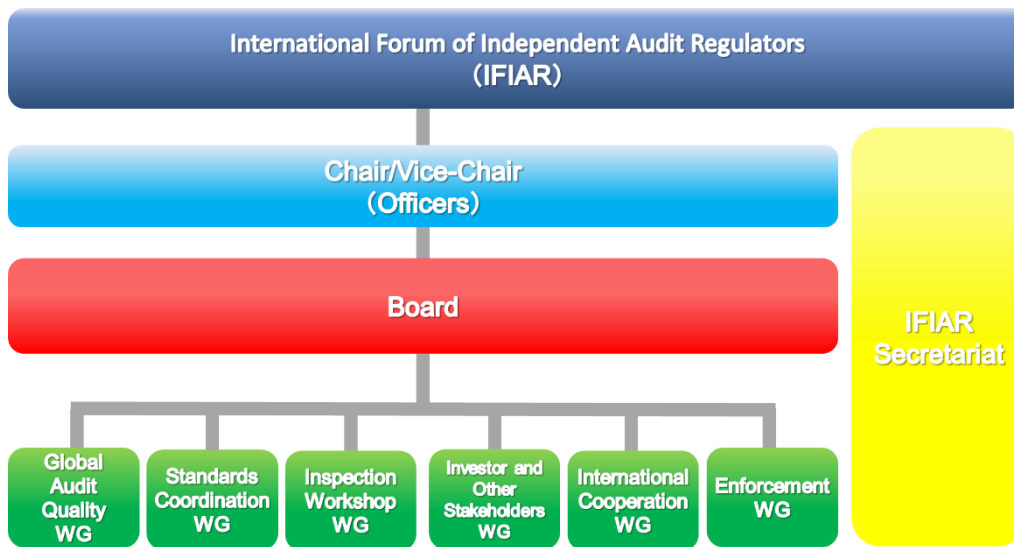 International Forum of Independent Audit Regulators
（IFIAR）
Chair/Vice-Chair
（Officers）
Board
IFIAR
Secretariat
Global
Audit
Quality
WG
Standards
Coordination
WG
Inspection
Workshop
WG
Investor and
Other
Stakeholders
WG
International
Cooperation
WG
Enforcement
WG